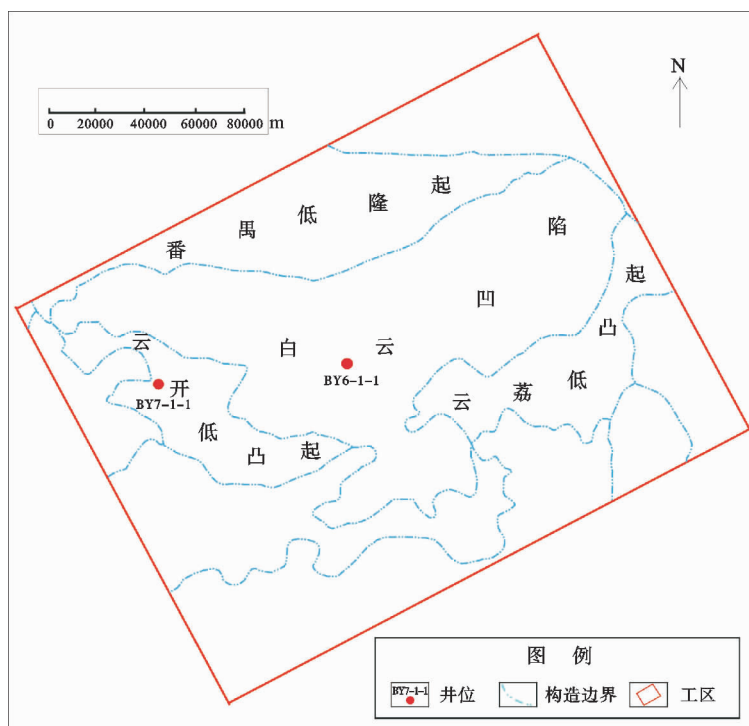 N
0 20000 40000 60000 80000 m
番禺低隆起
白云凹陷
云开低凸起
云荔低凸起
BY6-1-1
BY7-1-1
图 例
BY7-1-1 井位 构造边界 工区